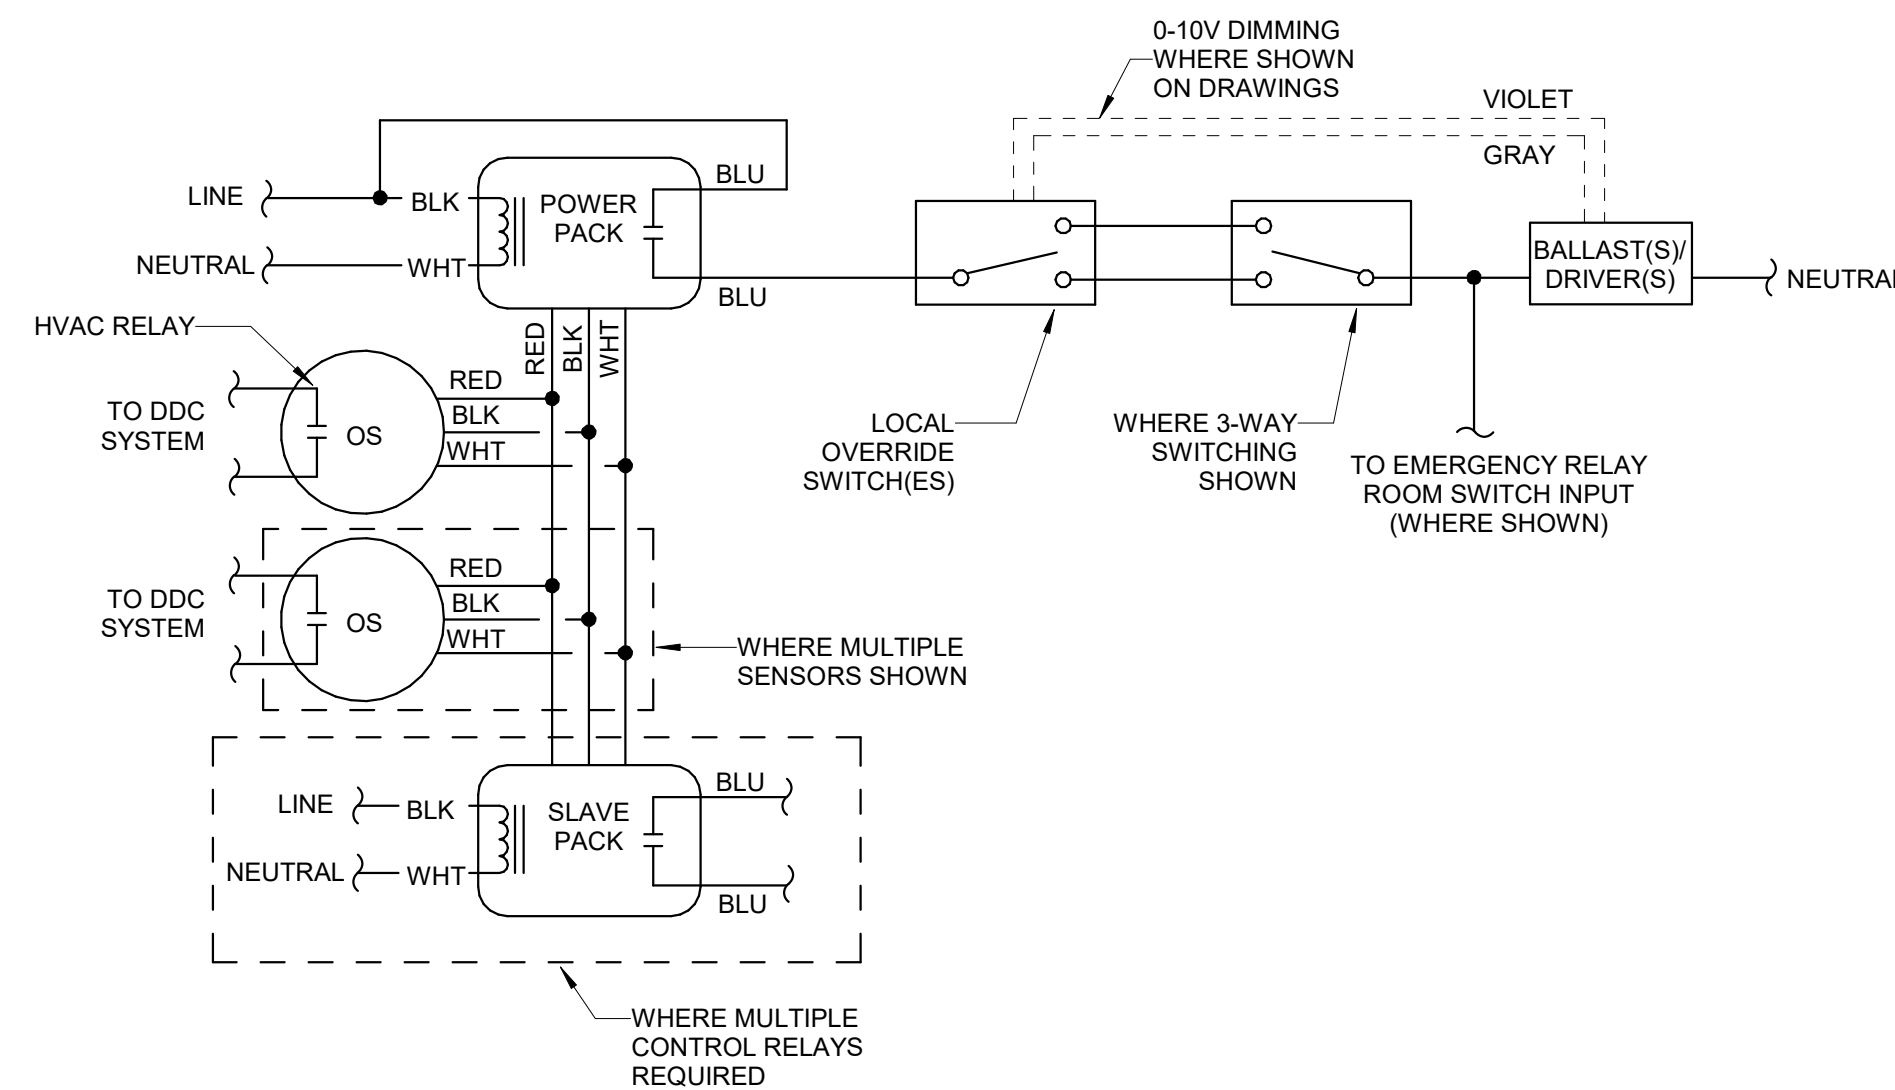 0-10V DIMMING
WHERE SHOWN
ON DRAWINGS
VIOLET
GRAY
LINE
BLK
POWER
PACK
BLU
NEUTRAL
WHT
BLU
BALLAST(S)/
DRIVER(S)
NEUTRAL
HVAC RELAY
RED
BLK
WHT
TO DDC
SYSTEM
OS
RED
BLK
WHT
LOCAL
OVERRIDE
SWITCH(ES)
WHERE 3-WAY
SWITCHING
SHOWN
TO EMERGENCY RELAY
ROOM SWITCH INPUT
(WHERE SHOWN)
TO DDC
SYSTEM
OS
RED
BLK
WHT
WHERE MULTIPLE
SENSORS SHOWN
LINE
BLK
SLAVE
PACK
BLU
NEUTRAL
WHT
BLU
WHERE MULTIPLE
CONTROL RELAYS
REQUIRED